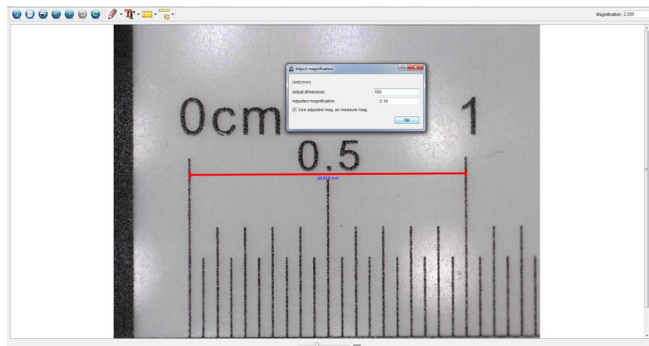 Magnification: 2.200
Adjust magnification
Unit(mm)
Actual dimension:
100
Adjusted magnification:
2.18
Use adjusted mag. as measure mag.
OK
0cm
1
0.5